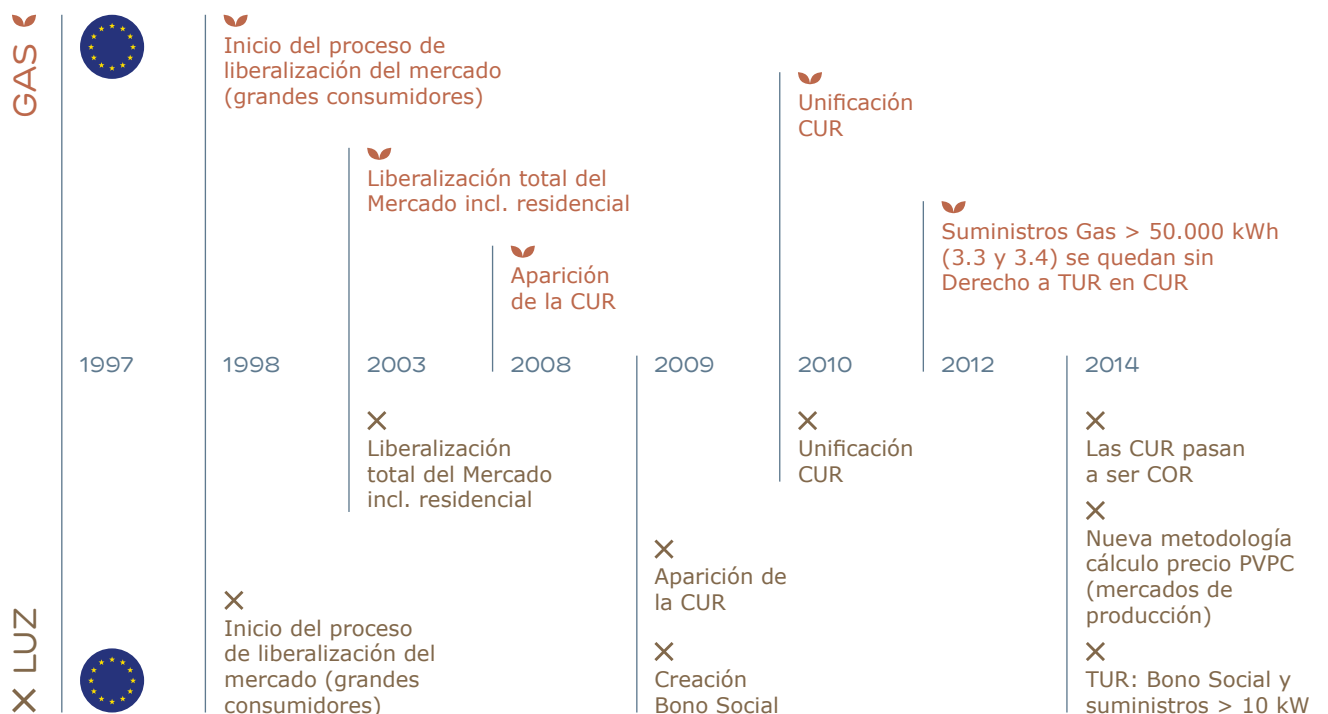 GAS
Inicio del proceso de
liberalización del mercado
(grandes consumidores)
Liberalización total del
Mercado incl. residencial
Aparición
de la CUR
Unificación
CUR
Suministros Gas > 50.000 kWh
(3.3 y 3.4) se quedan sin
Derecho a TUR en CUR
1997
1998
2003
2008
2009
2010
2012
2014
LUZ
Inicio del proceso
de liberalización del
mercado (grandes
consumidores)
Liberalización
total del Mercado
incl. residencial
Aparición de
la CUR
Creación
Bono Social
Unificación
CUR
Las CUR pasan
a ser COR
Nueva metodología
cálculo precio PVPC
(mercados de
producción)
TUR: Bono Social y
suministros > 10 kW